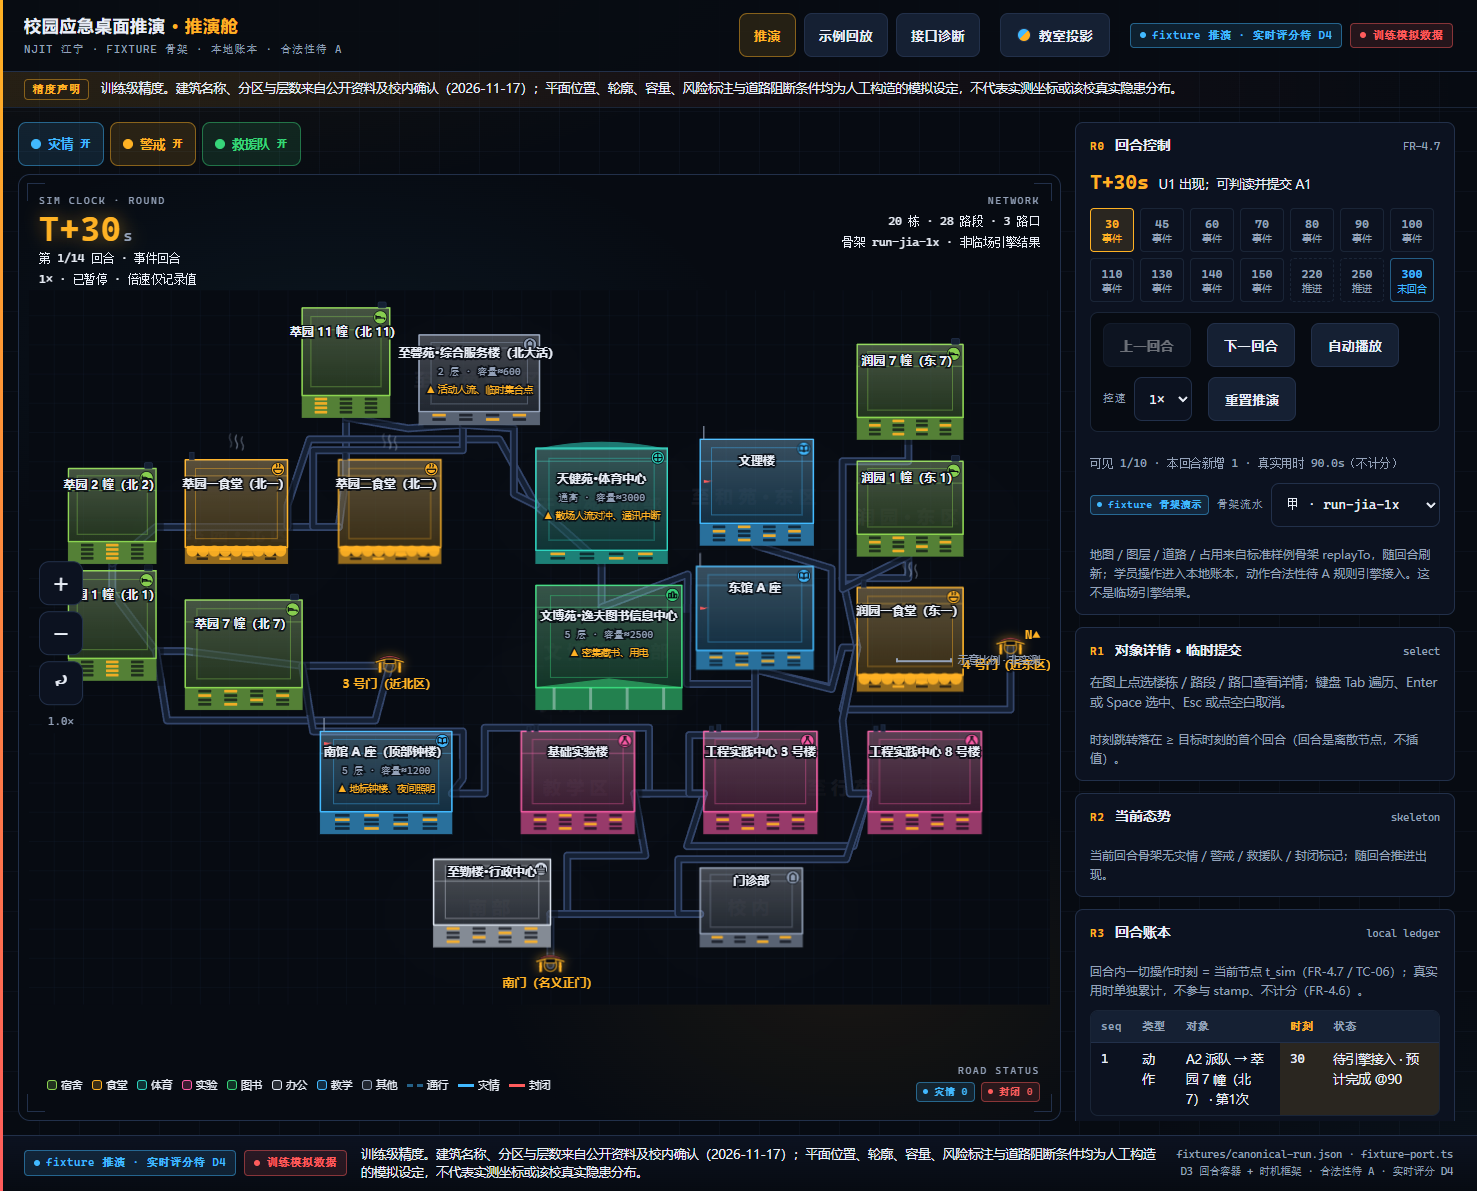 校园应急桌面推演 • 推演舱
NJIT 江宁 · FIXTURE 骨架 · 本地账本 · 合法性待 A
推演
示例回放
接口诊断
教室投影
fixture 推演 · 实时评分待 D4
训练模拟数据
精度声明
训练级精度。建筑名称、分区与层数来自公开资料及校内确认（2026-11-17）；平面位置、轮廓、容量、风险标注与道路阻断条件均为人工构造的模拟设定，不代表实测坐标或该校真实隐患分布。
灾情 开
警戒 开
救援队 开
SIM CLOCK · ROUND
T+30s
第 1/14 回合 · 事件回合
1× · 已暂停 · 倍速仅记录值
NETWORK
20 栋 · 28 路段 · 3 路口
骨架 run-jia-1x · 非临场引擎结果
萃园 11 幢（北 11）
至馨苑·综合服务楼（北大活）
2 层 · 容量≈600
▲ 活动人流、临时集合点
润园 7 幢（东 7）
萃园 2 幢（北 2）
萃园一食堂（北一）
萃园二食堂（北二）
天健苑·体育中心
通高 · 容量≈3000
▲ 散场人流对冲、通讯中断
文理楼
润园 1 幢（东 1）
1 幢（北 1）
萃园 7 幢（北 7）
文博苑·逸夫图书信息中心
5 层 · 容量≈2500
▲ 密集藏书、用电
东馆 A 座
润园一食堂（东一）
N▲
4 号门（近东区）
3 号门（近北区）
+
−
1.0×
南馆 A 座（顶部钟楼）
5 层 · 容量≈1200
▲ 地标钟楼、夜间照明
基础实验楼
工程实践中心 3 号楼
工程实践中心 8 号楼
至勤楼·行政中心
门诊部
南门（名义正门）
宿舍
食堂
体育
实验
图书
办公
教学
其他
通行
灾情
封闭
ROAD STATUS
灾情 0
封闭 0
R0 回合控制
FR-4.7
T+30s U1 出现；可判读并提交 A1
30 事件
45 事件
60 事件
70 事件
80 事件
90 事件
100 事件
110 事件
130 事件
140 事件
150 事件
220 推进
250 推进
300 末回合
上一回合
下一回合
自动播放
控速
1×
重置推演
可见 1/10 · 本回合新增 1 · 真实用时 90.0s（不计分）
fixture 骨架演示
骨架流水
甲 · run-jia-1x
地图 / 图层 / 道路 / 占用来自标准样例骨架 replayTo，随回合刷
新；学员操作进入本地账本，动作合法性待 A 规则引擎接入。这
不是临场引擎结果。
R1 对象详情 • 临时提交
select
在图上点选楼栋 / 路段 / 路口查看详情；键盘 Tab 遍历、Enter
或 Space 选中、Esc 或点空白取消。
时刻跳转落在 ≥ 目标时刻的首个回合（回合是离散节点，不插
值）。
R2 当前态势
skeleton
当前回合骨架无灾情 / 警戒 / 救援队 / 封闭标记；随回合推进出
现。
R3 回合账本
local ledger
回合内一切操作时刻 = 当前节点 t_sim（FR-4.7 / TC-06）；真实
用时单独累计，不参与 stamp、不计分（FR-4.6）。
seq 类型 对象 时刻 状态
1 动作 A2 派队 → 萃园 7 幢（北 7） · 第1次 30 待引擎接入 · 预计完成 @90
fixture 推演 · 实时评分待 D4
训练模拟数据
训练级精度。建筑名称、分区与层数来自公开资料及校内确认（2026-11-17）；平面位置、轮廓、容量、风险标注与道路阻断条件均为人工构造
的模拟设定，不代表实测坐标或该校真实隐患分布。
fixtures/canonical-run.json · fixture-port.ts
D3 回合容器 + 时机框架 · 合法性待 A · 实时评分 D4